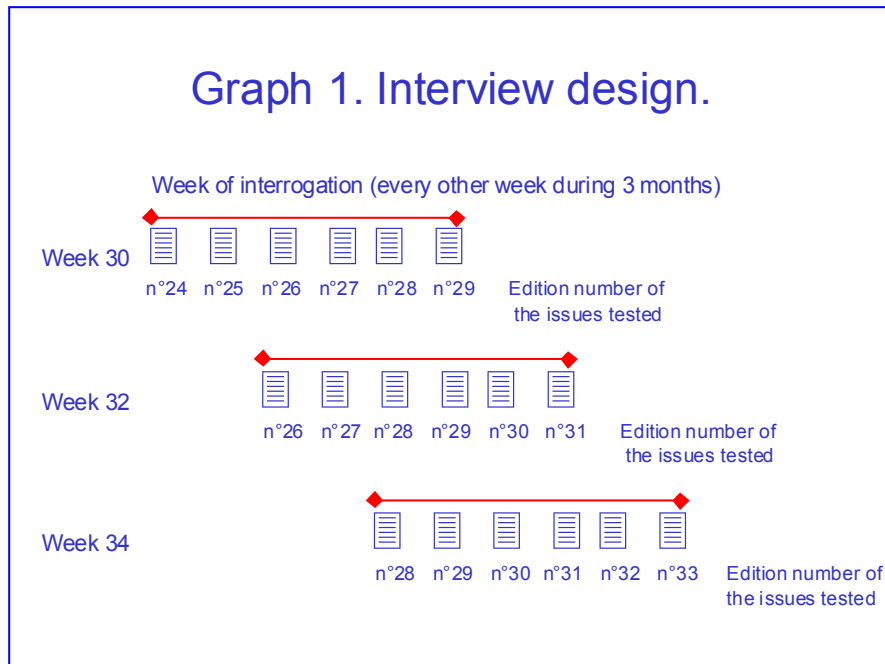 Graph 1. Interview design.
Week of interrogation (every other week during 3 months)
Week 30
n°24 n°25 n°26 n°27 n°28 n°29 Edition number of
the issues tested
Week 32
n°26 n°27 n°28 n°29 n°30 n°31 Edition number of
the issues tested
Week 34
n°28 n°29 n°30 n°31 n°32 n°33 Edition number of
the issues tested